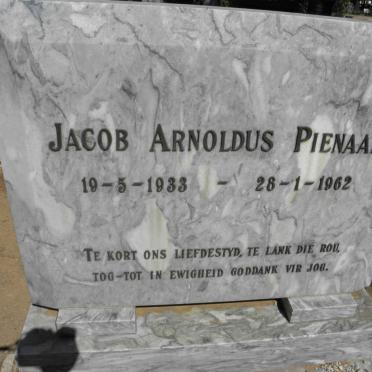 JACOB ARNOLDUS PIENAA
19-5-1933 - 28-1-1962
TE KORT ONS LIEFDESTYD, TE LANK DIE ROU,
TOG-TOT IN EWIGHEID GODDANK VIR JOU.